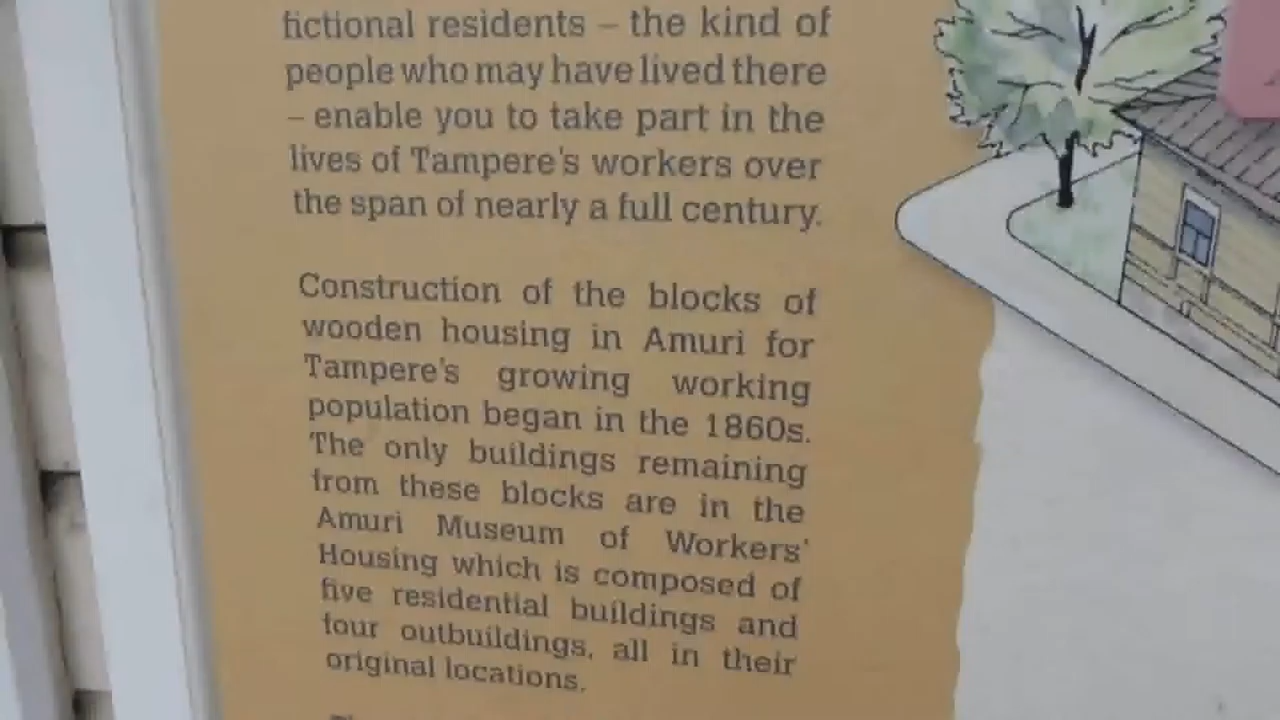 fictional residents – the kind of
people who may have lived there
– enable you to take part in the
lives of Tampere's workers over
the span of nearly a full century.
Construction of the blocks of
wooden housing in Amuri for
Tampere's growing working
population began in the 1860s.
The only buildings remaining
from these blocks are in the
Amuri Museum of Workers'
Housing which is composed of
five residential buildings and
four outbuildings, all in their
original locations.